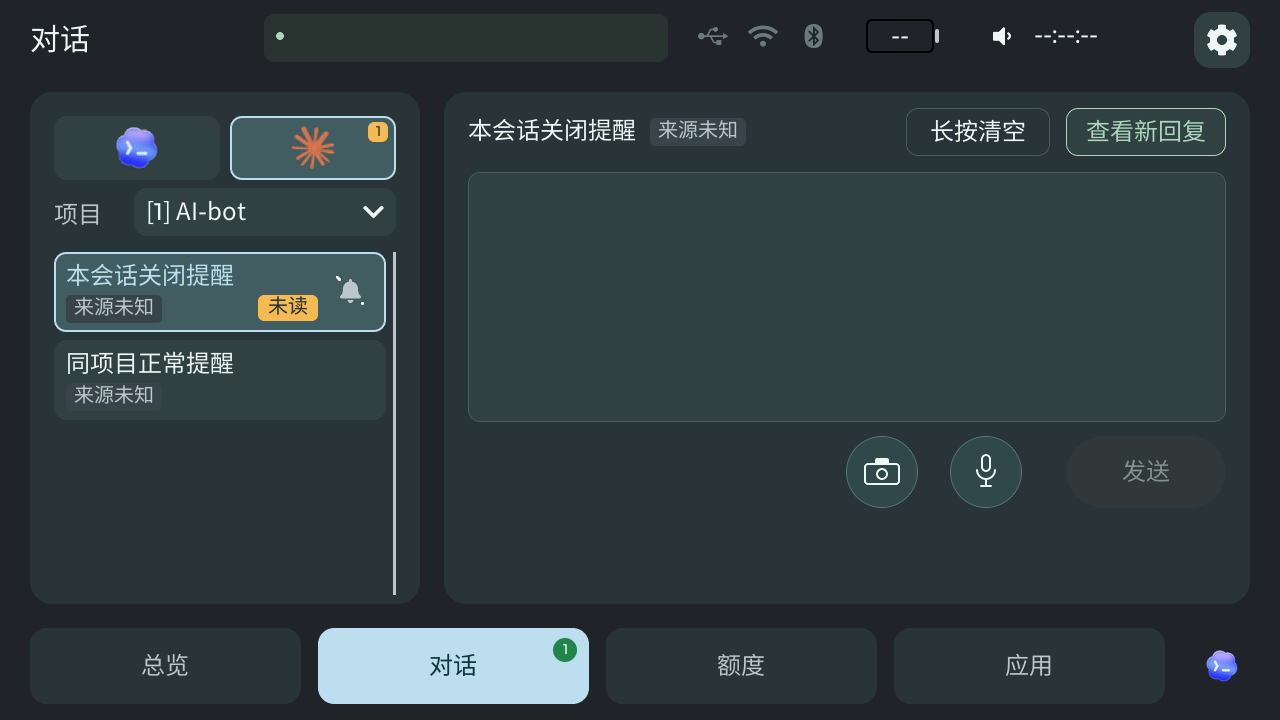 对话
--
--:--:--
1
项目
[1] AI-bot
本会话关闭提醒
来源未知
未读
同项目正常提醒
来源未知
本会话关闭提醒
来源未知
长按清空
查看新回复
发送
总览
对话
1
额度
应用